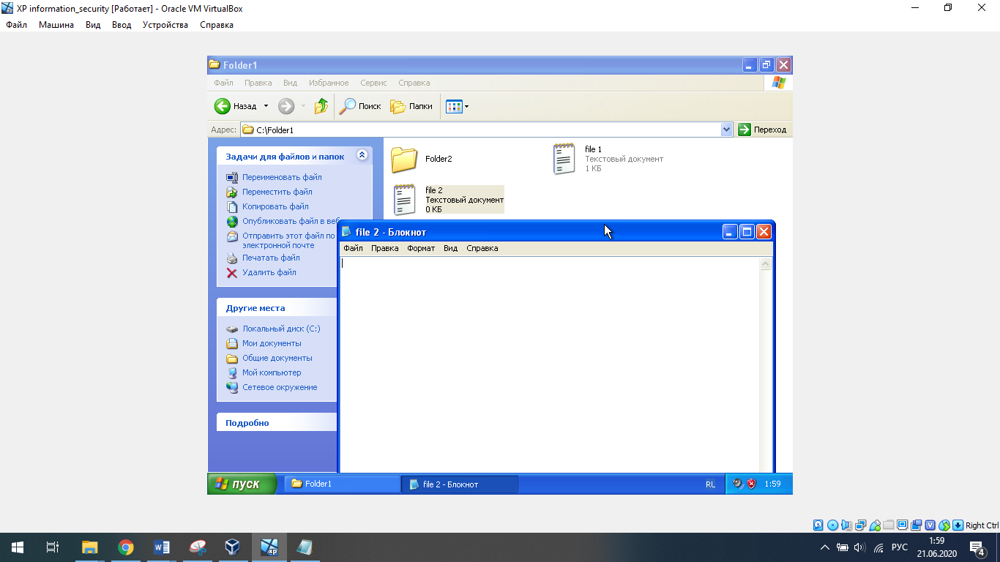 XP information_security [Работает] - Oracle VM VirtualBox
Файл Машина Вид Ввод Устройства Справка
Folder1
Файл Правка Вид Избранное Сервис Справка
Назад Поиск Папки
Адрес: C:\Folder1 Переход
Задачи для файлов и папок
Переименовать файл
Переместить файл
Копировать файл
Опубликовать файл в веб
Отправить этот файл по
электронной почте
Печатать файл
Удалить файл
Другие места
Локальный диск (C:)
Мои документы
Общие документы
Мой компьютер
Сетевое окружение
Подробно
Folder2
file 1
Текстовый документ
1 КБ
file 2
Текстовый документ
0 КБ
file 2 - Блокнот
Файл Правка Формат Вид Справка
пуск Folder1 file 2 - Блокнот RL 1:59
Right Ctrl
W xp РУС 1:59
21.06.2020
4